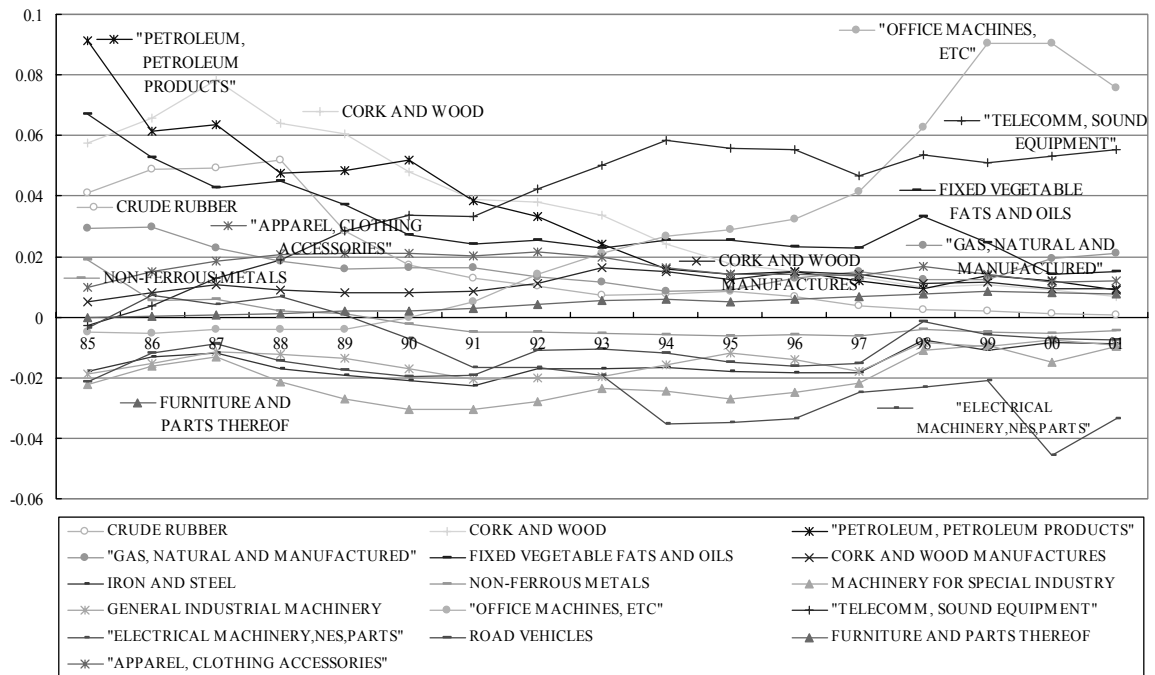 0.1
0.08
0.06
0.04
0.02
0
-0.02
-0.04
-0.06
"PETROLEUM,
PETROLEUM
PRODUCTS"
CORK AND WOOD
"OFFICE MACHINES,
ETC"
"TELECOMM, SOUND
EQUIPMENT"
CRUDE RUBBER
"APPAREL, CLOTHING
ACCESSORIES"
FIXED VEGETABLE
FATS AND OILS
NON-FERROUS METALS
CORK AND WOOD
MANUFACTURES
"GAS, NATURAL AND
MANUFACTURED"
85 86 87 88 89 90 91 92 93 94 95 96 97 98 99 00 01
FURNITURE AND
PARTS THEREOF
"ELECTRICAL
MACHINERY,NES,PARTS"
CRUDE RUBBER
CORK AND WOOD
"PETROLEUM, PETROLEUM PRODUCTS"
"GAS, NATURAL AND MANUFACTURED"
FIXED VEGETABLE FATS AND OILS
CORK AND WOOD MANUFACTURES
IRON AND STEEL
NON-FERROUS METALS
MACHINERY FOR SPECIAL INDUSTRY
GENERAL INDUSTRIAL MACHINERY
"OFFICE MACHINES, ETC"
"TELECOMM, SOUND EQUIPMENT"
"ELECTRICAL MACHINERY,NES,PARTS"
ROAD VEHICLES
FURNITURE AND PARTS THEREOF
"APPAREL, CLOTHING ACCESSORIES"